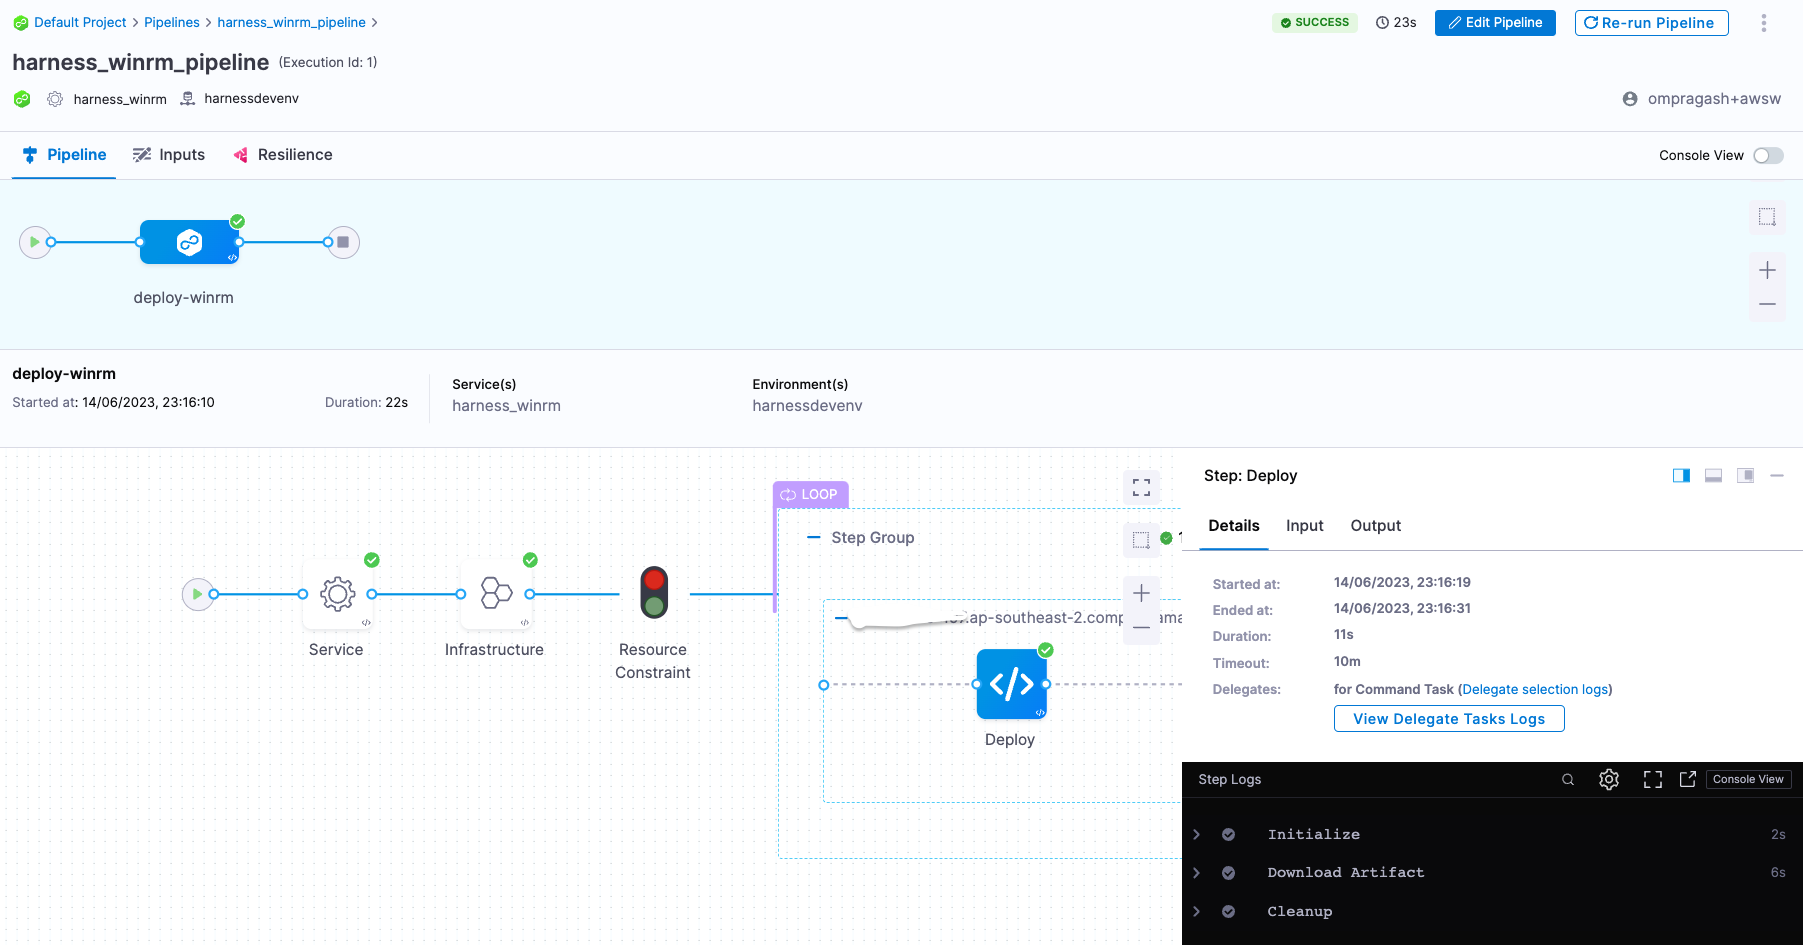 Default Project > Pipelines > harness_winrm_pipeline >
SUCCESS 23s Edit Pipeline Re-run Pipeline
harness_winrm_pipeline (Execution Id: 1)
harness_winrm harnessdevenv
ompragash+awsw
Pipeline Inputs Resilience
Console View
deploy-winrm
deploy-winrm
Started at: 14/06/2023, 23:16:10 Duration: 22s
Service(s)
harness_winrm
Environment(s)
harnessdevenv
LOOP
Step Group
.ap-southeast-2.comp
Service
Infrastructure
Resource
Constraint
Deploy
Step: Deploy
Details Input Output
Started at: 14/06/2023, 23:16:19
Ended at: 14/06/2023, 23:16:31
Duration: 11s
Timeout: 10m
Delegates: for Command Task (Delegate selection logs)
View Delegate Tasks Logs
Step Logs Console View
Initialize 2s
Download Artifact 6s
Cleanup